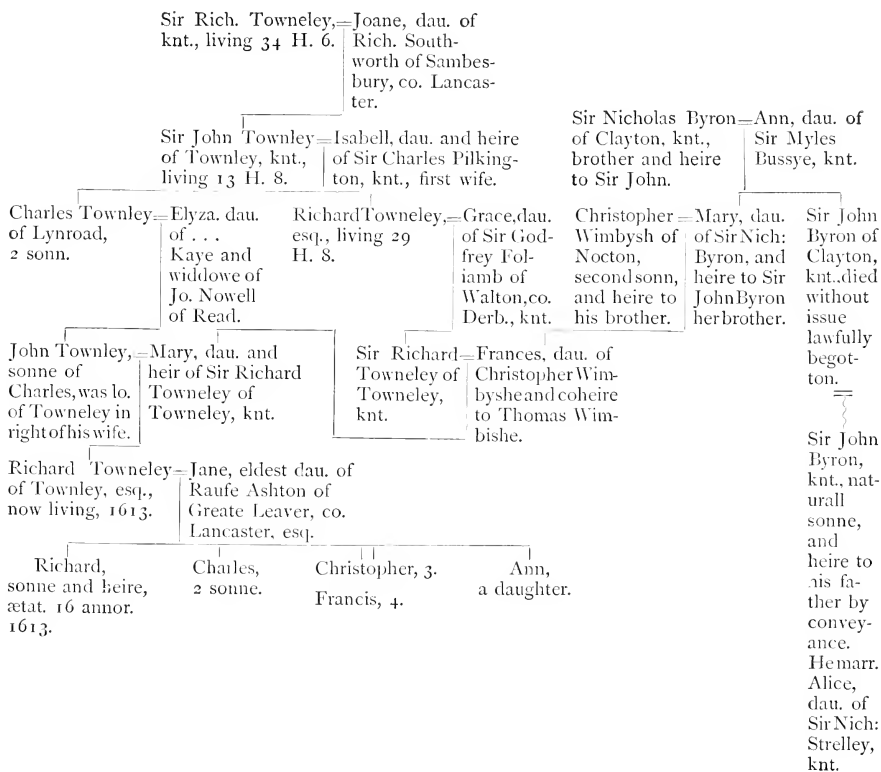 Sir Rich. Towneley,=Joane, dau. of
knt., living 34 H. 6. Rich. South-
worth of Sambes-
bury, co. Lancas-
ter.
Sir John Townley=Isabell, dau. and heire
of Townley, knt., of Sir Charles Pilking-
living 13 H. 8. ton, knt., first wife.
Sir Nicholas Byron=Ann, dau. of
of Clayton, knt., Sir Myles
brother and heire Bussye, knt.
to Sir John.
Charles Townley=Elyza. dau.
of Lynroad, of . . .
2 sonn. Kaye and
widdowe of
Jo. Nowell
of Read.
Richard Towneley,=Grace, dau.
esq., living 29 of Sir God-
H. 8. frey Fol-
iamb of
Walton, co.
Derb., knt.
Christopher=Mary, dau.
Wimbysh of of Sir Nich:
Nocton, Byron, and
second sonn, heire to Sir
and heire to John Byron
his brother. her brother.
Sir John
Byron of
Clayton,
knt., died
without
issue
lawfully
begot-
ton.
John Townley,=Mary, dau. and
sonne of heir of Sir Richard
Charles, was lo. Towneley of
of Towneley in Towneley, knt.
right of his wife.
Sir Richard=Frances, dau. of
Towneley of Christopher Wim-
Towneley, byshe and coheire
knt. to Thomas Wim-
bishe.
Sir John
Byron,
knt., nat-
urall
sonne,
and
heire to
his fa-
ther by
convey-
ance.
He marr.
Alice,
dau. of
Sir Nich:
Strelley,
knt.
Richard Towneley=Jane, eldest dau. of
of Townley, esq., Raufe Ashton of
now living, 1613. Greate Leaver, co.
Lancaster, esq.
Richard,
sonne and heire,
ætat. 16 annor.
1613.
Charles,
2 sonne.
Christopher, 3.
Francis, 4.
Ann,
a daughter.